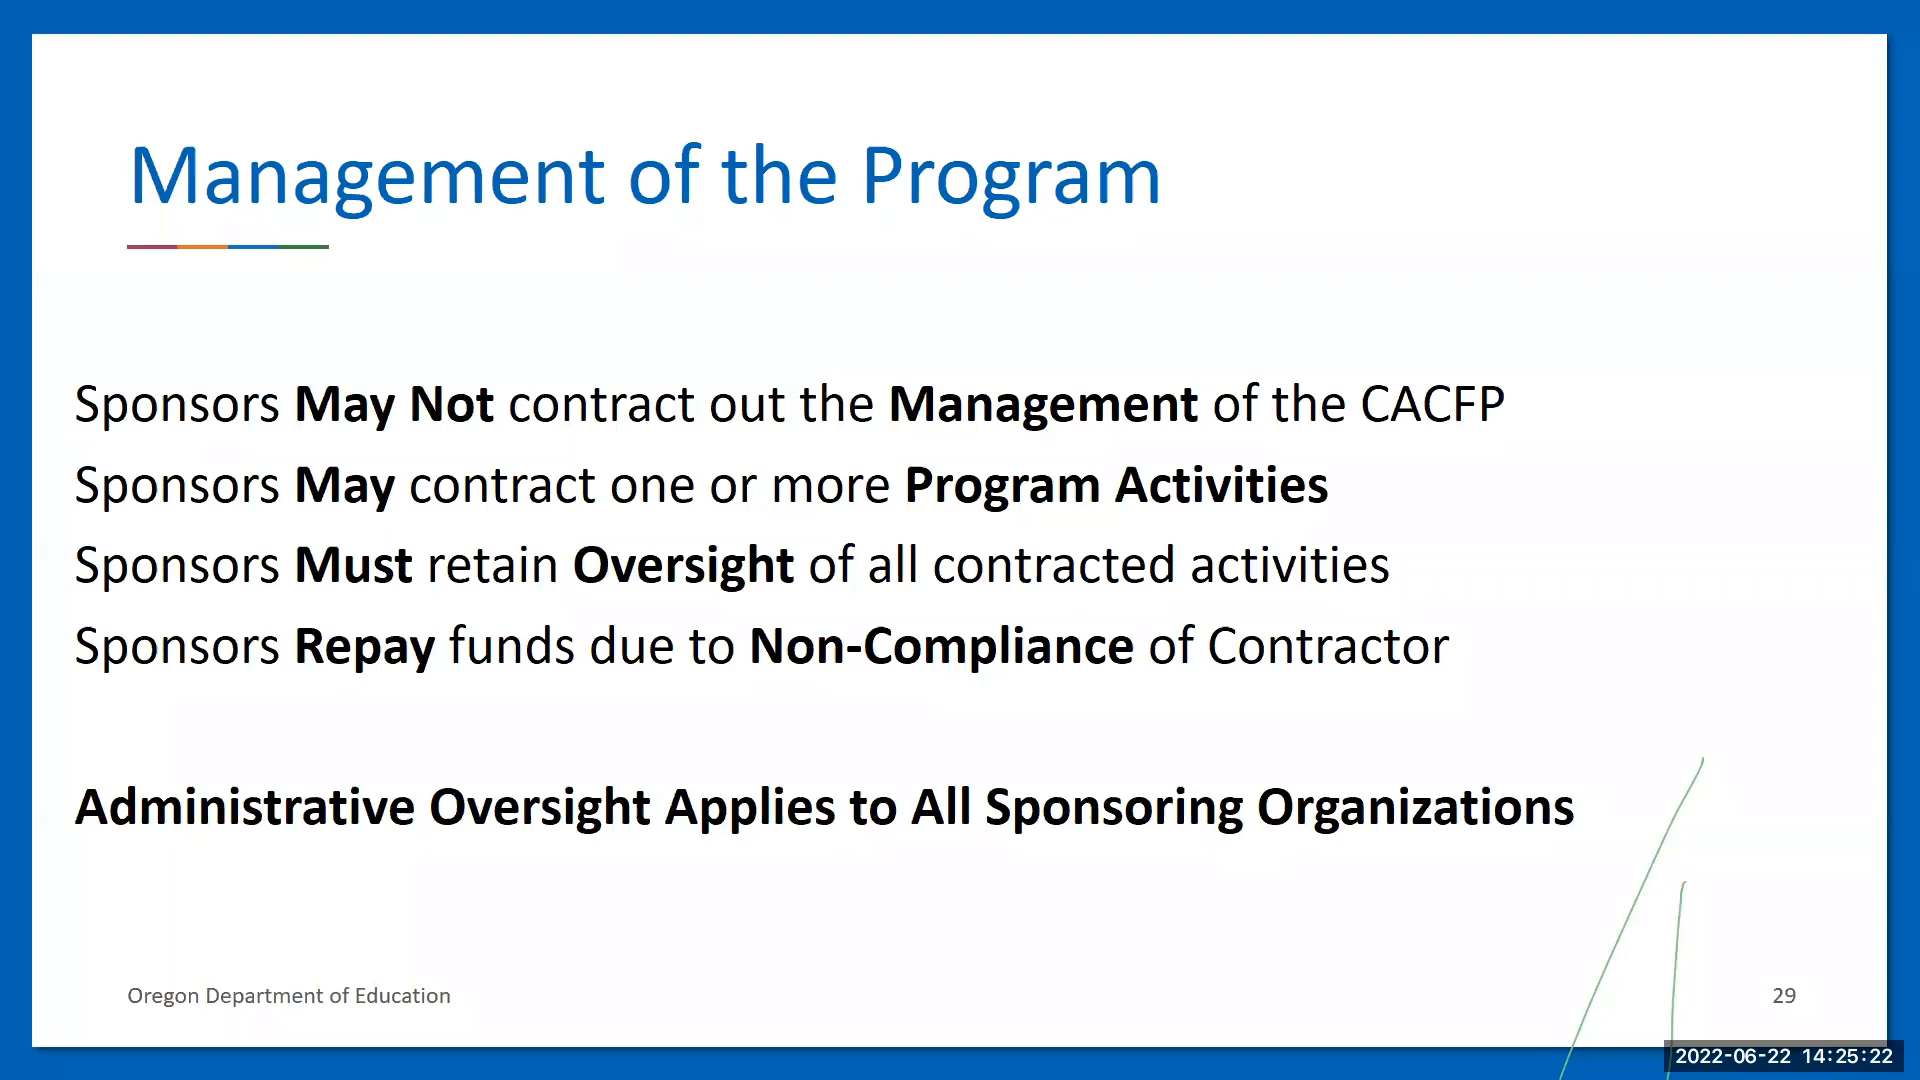 Management of the Program
Sponsors May Not contract out the Management of the CACFP
Sponsors May contract one or more Program Activities
Sponsors Must retain Oversight of all contracted activities
Sponsors Repay funds due to Non-Compliance of Contractor
Administrative Oversight Applies to All Sponsoring Organizations
Oregon Department of Education
29
2022-06-22 14:25:22